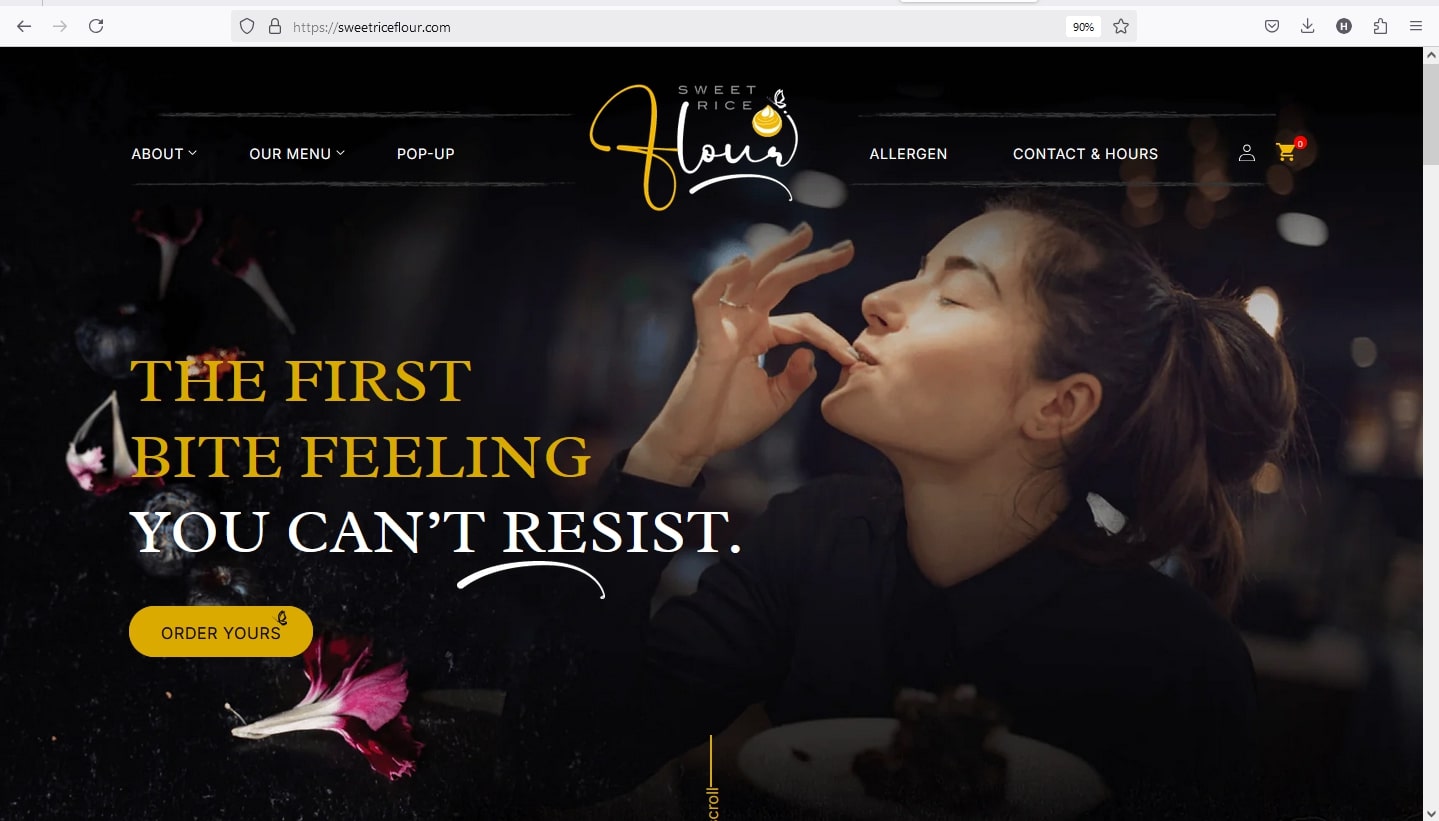 https://sweetriceflour.com
90%
H
SWEET
RICE
flour
ABOUT
OUR MENU
POP-UP
ALLERGEN
CONTACT & HOURS
0
THE FIRST
BITE FEELING
YOU CAN’T RESIST.
ORDER YOURS
scroll